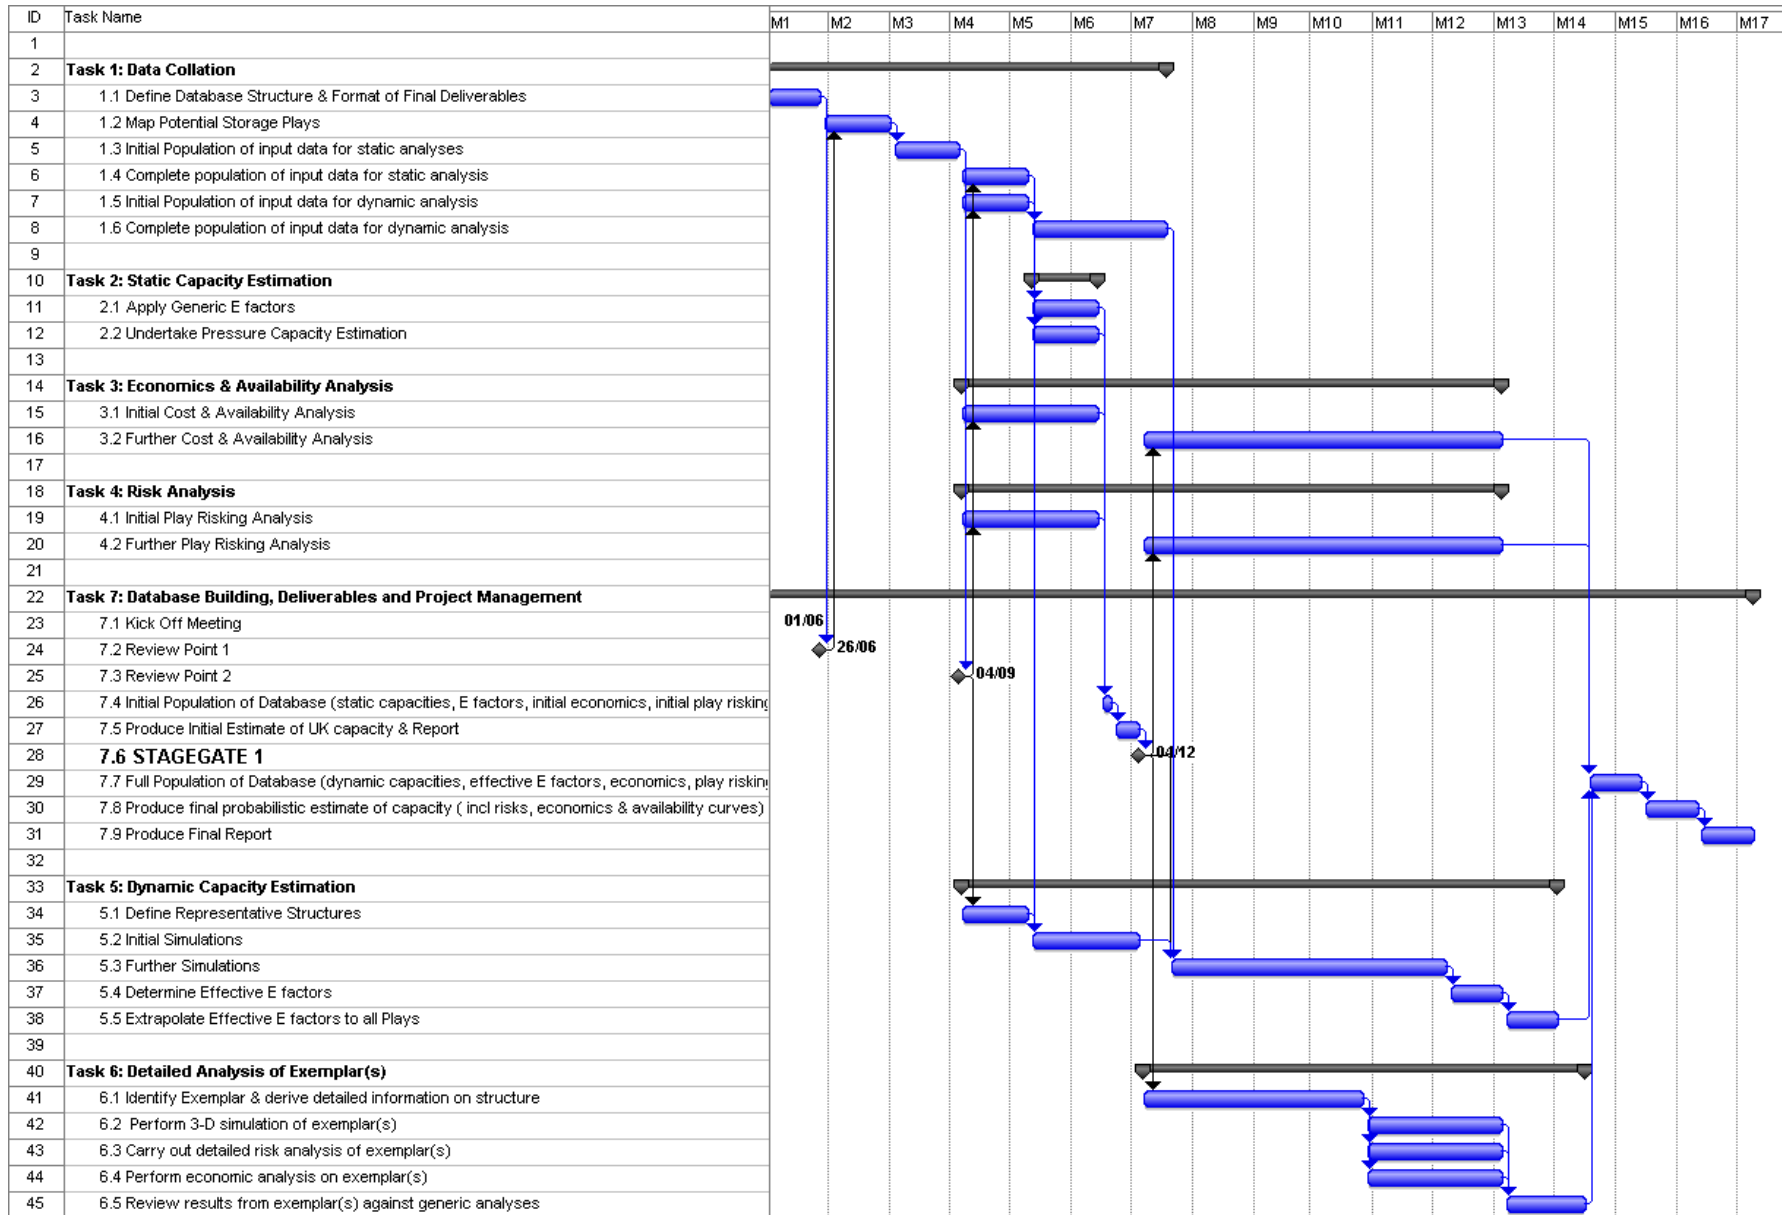 ID Task Name M1 M2 M3 M4 M5 M6 M7 M8 M9 M10 M11 M12 M13 M14 M15 M16 M17
1
2 Task 1: Data Collation
3 1.1 Define Database Structure & Format of Final Deliverables
4 1.2 Map Potential Storage Plays
5 1.3 Initial Population of input data for static analyses
6 1.4 Complete population of input data for static analysis
7 1.5 Initial Population of input data for dynamic analysis
8 1.6 Complete population of input data for dynamic analysis
9
10 Task 2: Static Capacity Estimation
11 2.1 Apply Generic E factors
12 2.2 Undertake Pressure Capacity Estimation
13
14 Task 3: Economics & Availability Analysis
15 3.1 Initial Cost & Availability Analysis
16 3.2 Further Cost & Availability Analysis
17
18 Task 4: Risk Analysis
19 4.1 Initial Play Risking Analysis
20 4.2 Further Play Risking Analysis
21
22 Task 7: Database Building, Deliverables and Project Management
23 7.1 Kick Off Meeting 01/06
24 7.2 Review Point 1 26/06
25 7.3 Review Point 2 04/09
26 7.4 Initial Population of Database (static capacities, E factors, initial economics, initial play risking
27 7.5 Produce Initial Estimate of UK capacity & Report
28 7.6 STAGEGATE 1 04/12
29 7.7 Full Population of Database (dynamic capacities, effective E factors, economics, play risking
30 7.8 Produce final probabilistic estimate of capacity ( incl risks, economics & availability curves)
31 7.9 Produce Final Report
32
33 Task 5: Dynamic Capacity Estimation
34 5.1 Define Representative Structures
35 5.2 Initial Simulations
36 5.3 Further Simulations
37 5.4 Determine Effective E factors
38 5.5 Extrapolate Effective E factors to all Plays
39
40 Task 6: Detailed Analysis of Exemplar(s)
41 6.1 Identify Exemplar & derive detailed information on structure
42 6.2 Perform 3-D simulation of exemplar(s)
43 6.3 Carry out detailed risk analysis of exemplar(s)
44 6.4 Perform economic analysis on exemplar(s)
45 6.5 Review results from exemplar(s) against generic analyses